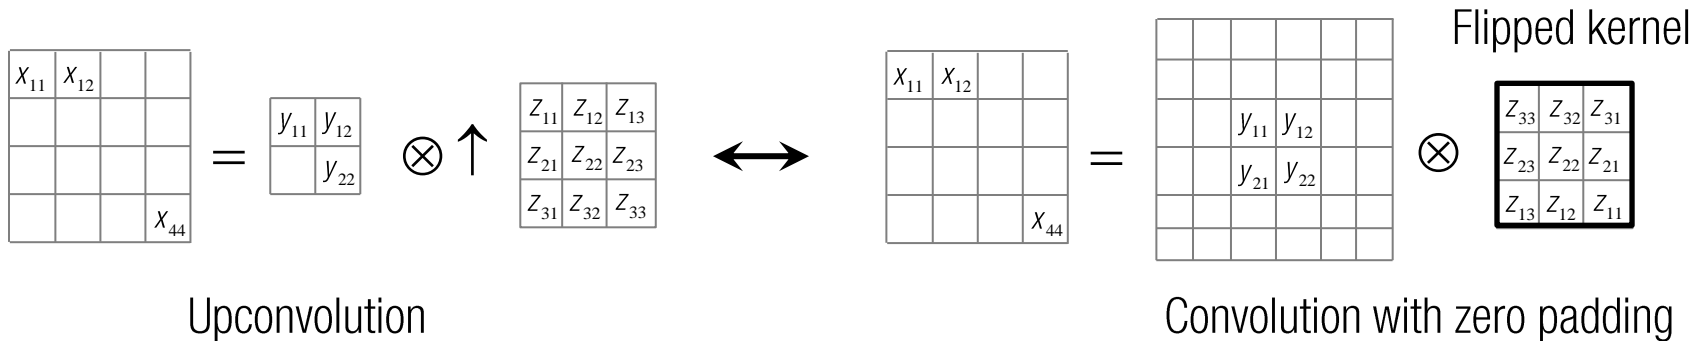 Flipped kernel
x11 x12
x44
=
y11 y12
y22
⊗ ↑
z11 z12 z13
z21 z22 z23
z31 z32 z33
↔
x11 x12
x44
=
y11 y12
y21 y22
⊗
z33 z32 z31
z23 z22 z21
z13 z12 z11
Upconvolution
Convolution with zero padding